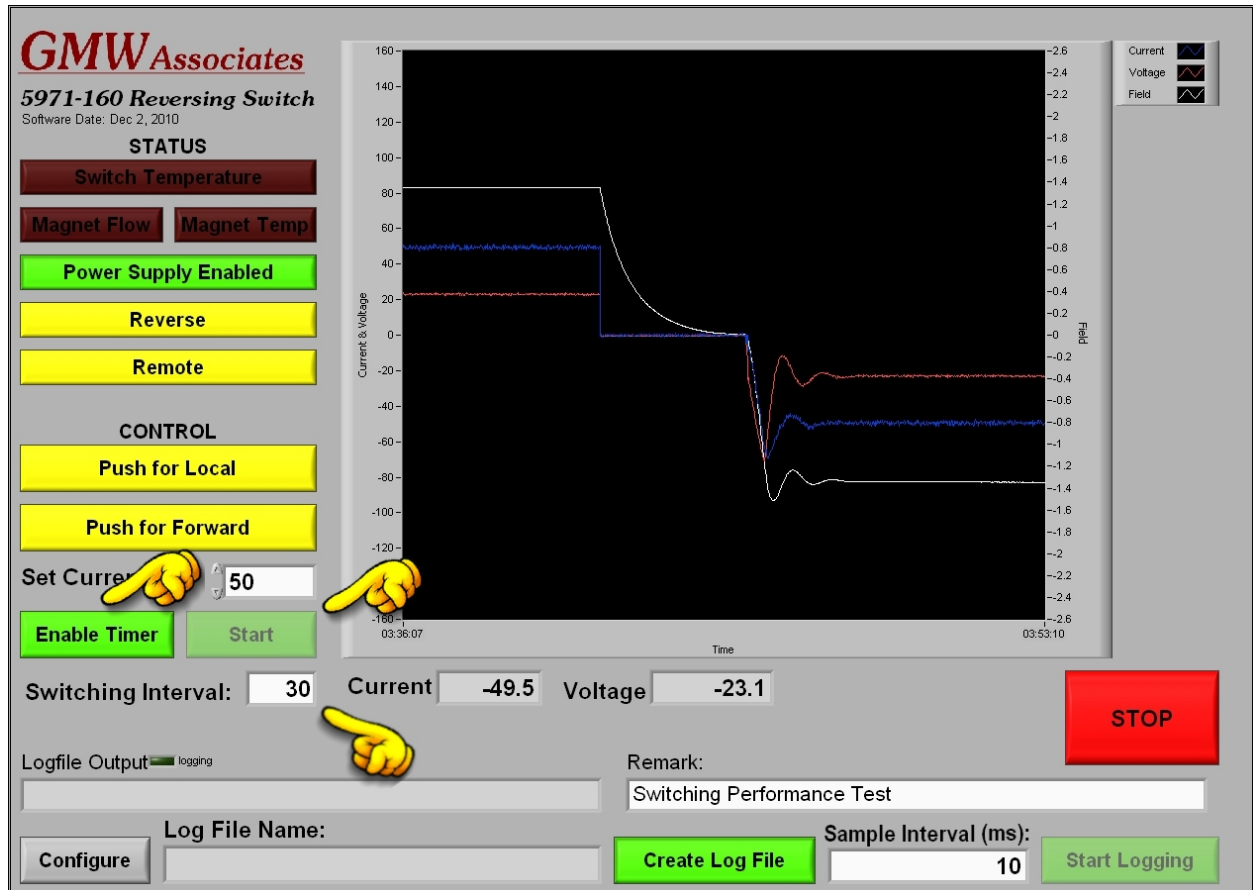 GMW Associates
5971-160 Reversing Switch
Software Date: Dec 2, 2010
STATUS
Switch Temperature
Magnet Flow
Magnet Temp
Power Supply Enabled
Reverse
Remote
CONTROL
Push for Local
Push for Forward
Set
50
Enable Timer
Start
Switching Interval:
30
Current & Voltage
160
140
120
100
80
60
40
20
0
-20
-40
-60
-80
-100
-120
-160
03:36:07
03:53:10
Time
-2.6
-2.4
-2.2
-2
-1.8
-1.6
-1.4
-1.2
-1
-0.8
-0.6
-0.4
-0.2
-0
-0.2
-0.4
-0.6
-0.8
-1
-1.2
-1.4
-1.6
-1.8
-2
-2.2
-2.4
-2.6
Field
Current
Voltage
Field
Current
-49.5
Voltage
-23.1
STOP
Logfile Output
logging
Remark:
Switching Performance Test
Log File Name:
Configure
Create Log File
Sample Interval (ms):
10
Start Logging